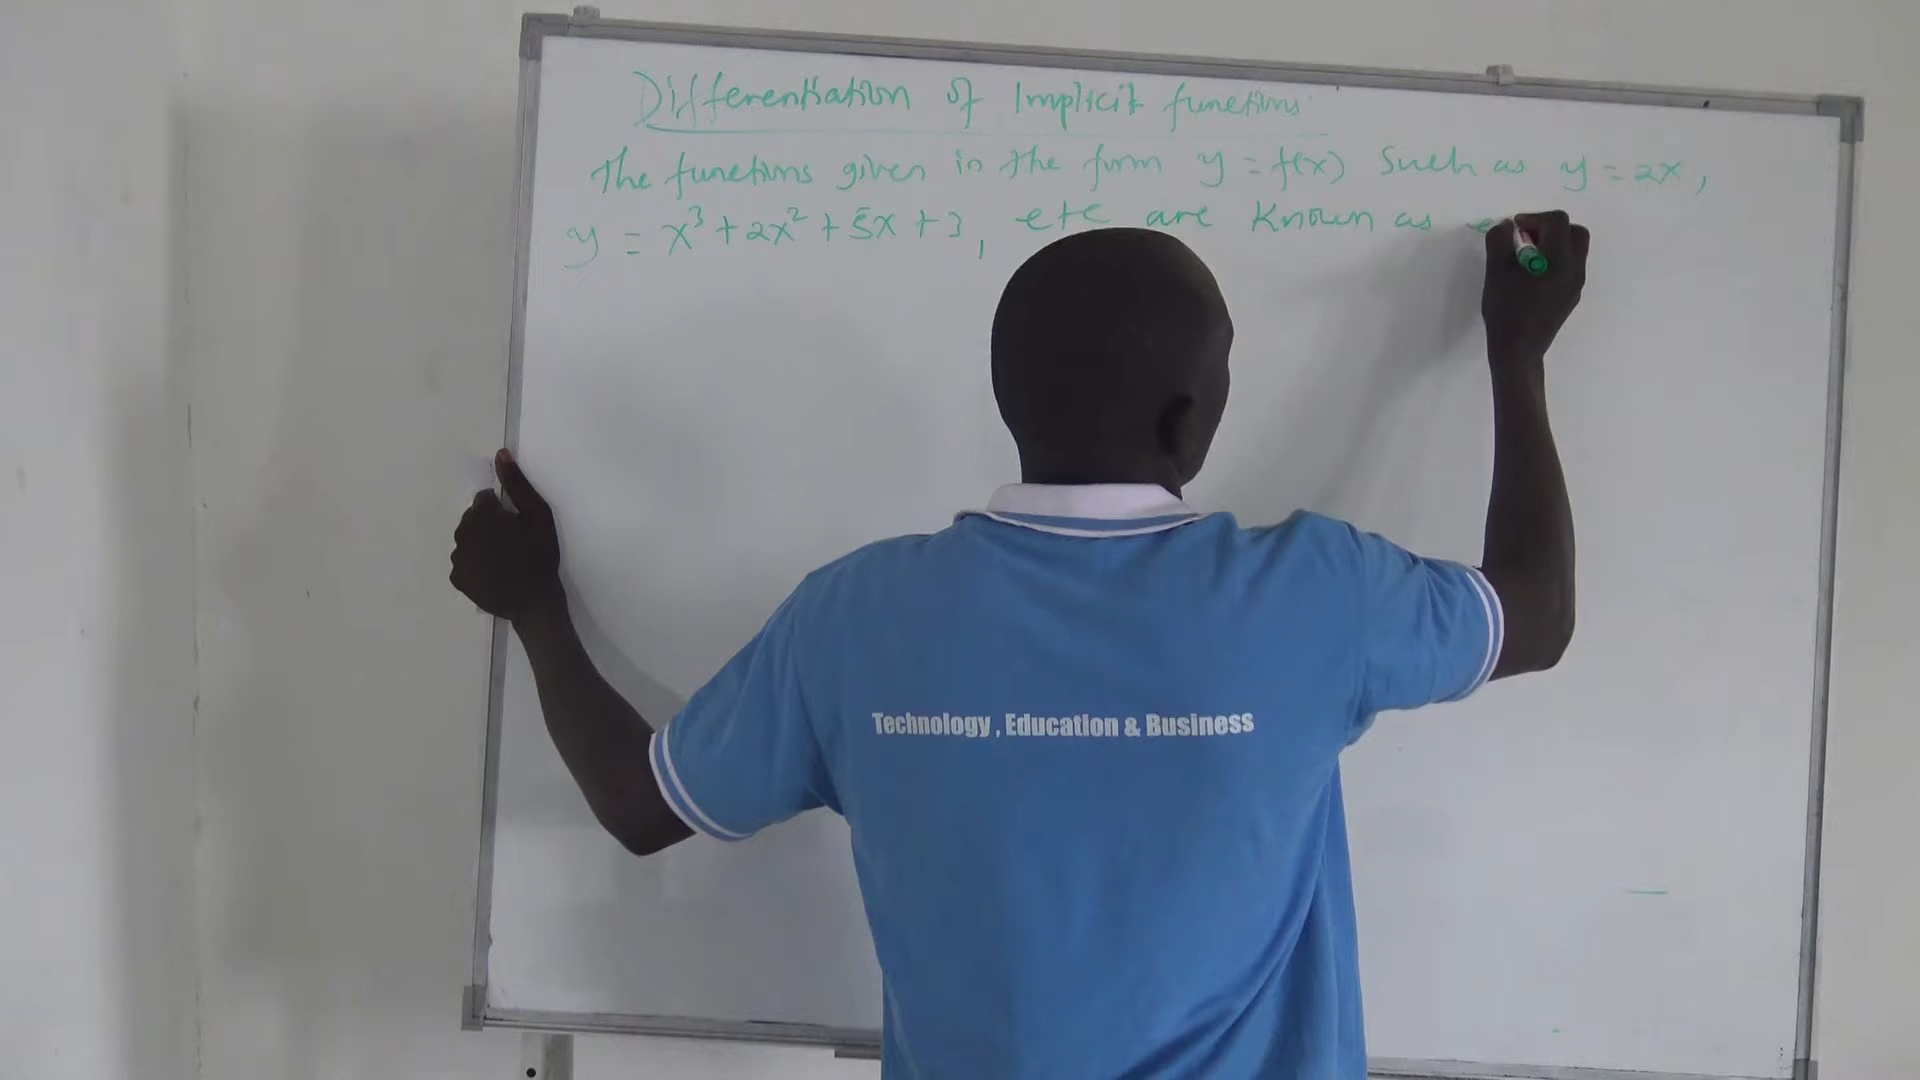 Differentiation of Implicit functions
The functions given in the form y = f(x) Such as y = 2x,
y = x³ + 2x² + 5x + 3, etc are known as
Technology , Education & Business